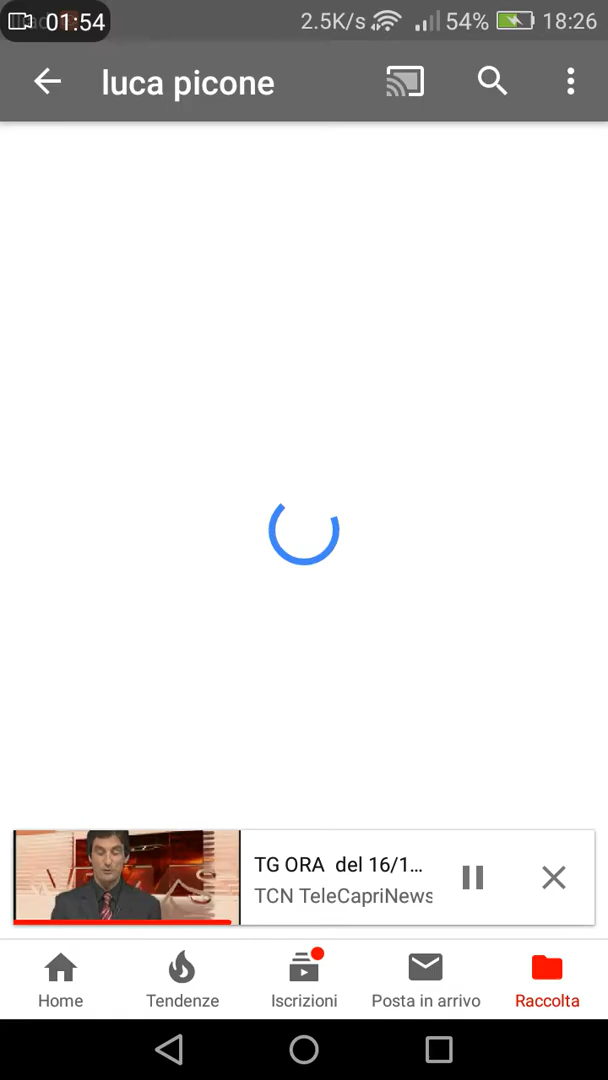 01:54 2.5K/s 54% 18:26
luca picone
TG ORA del 16/1...
TCN TeleCapriNews
Home Tendenze Iscrizioni Posta in arrivo Raccolta